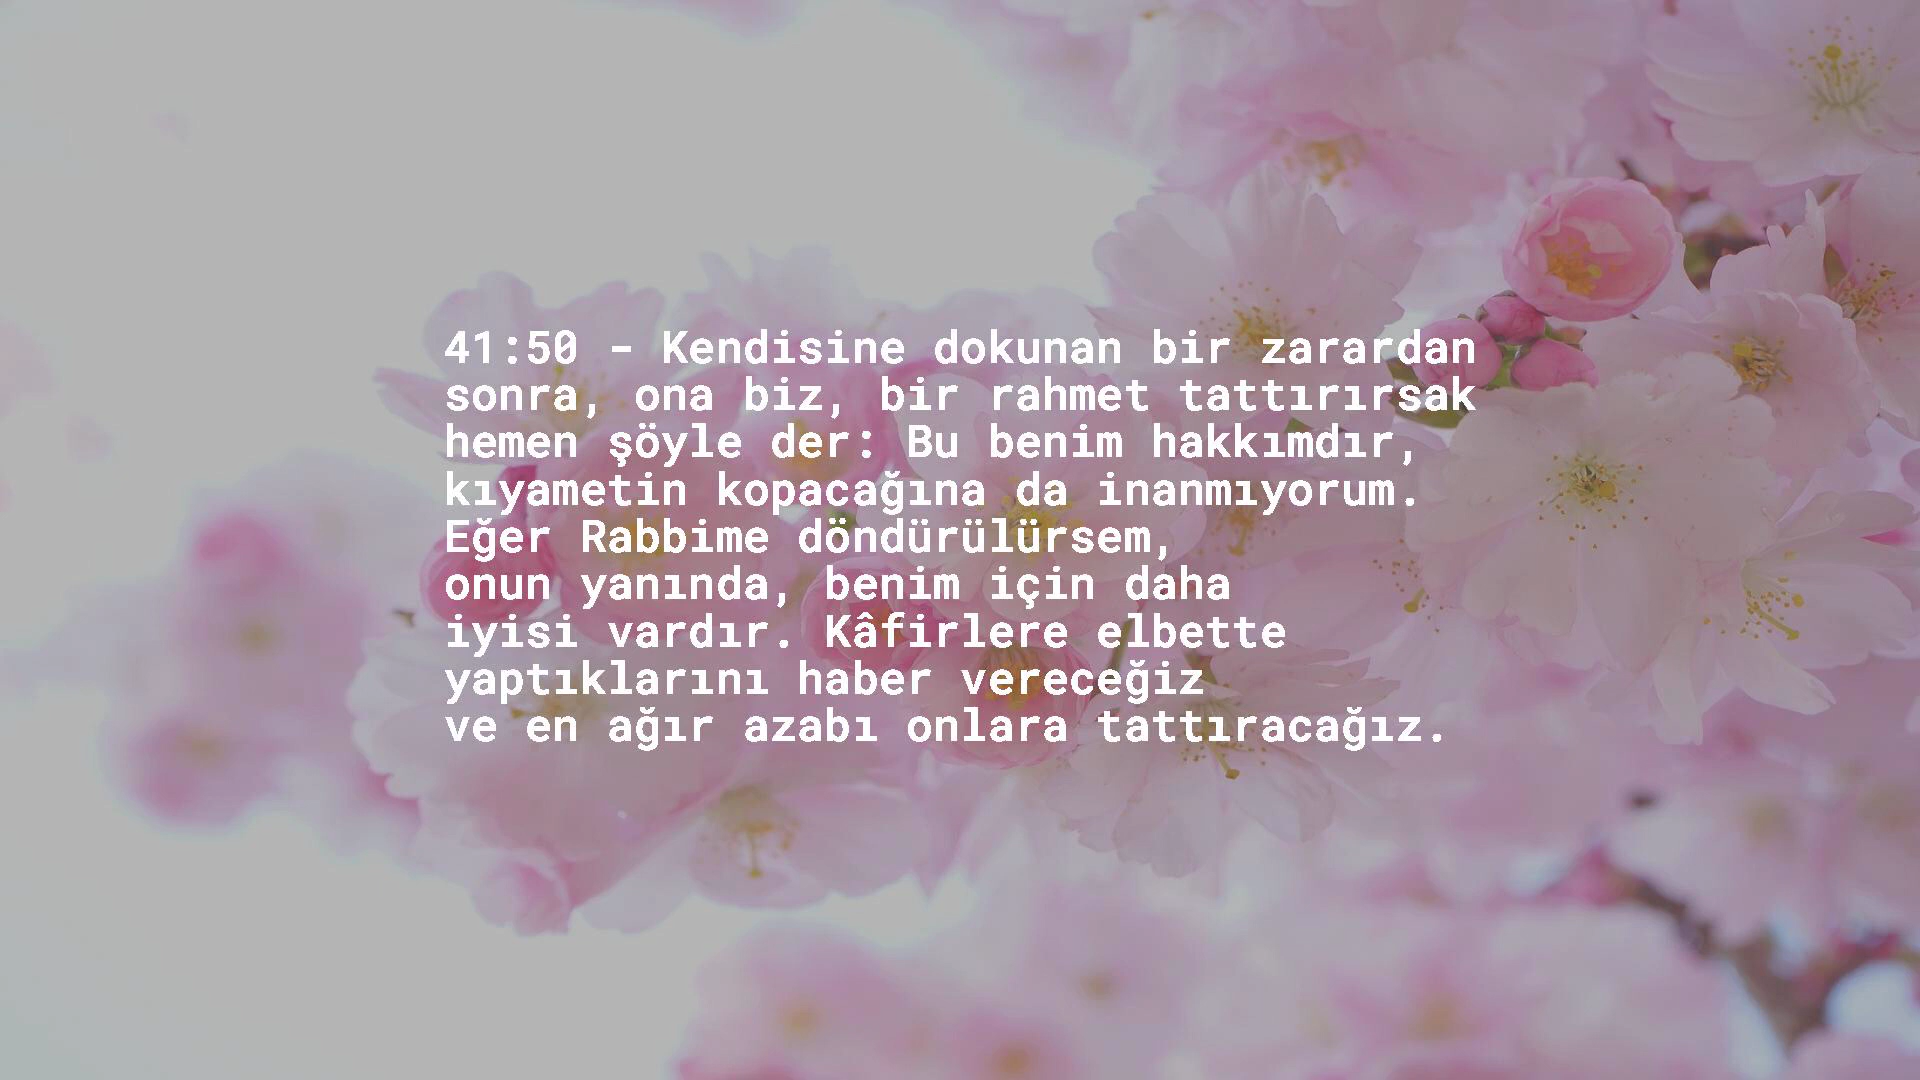 41:50 - Kendisine dokunan bir zarardan
sonra, ona biz, bir rahmet tattırırsak
hemen şöyle der: Bu benim hakkımdır,
kıyametin kopacağına da inanmıyorum.
Eğer Rabbime döndürülürsem,
onun yanında, benim için daha
iyisi vardır. Kâfirlere elbette
yaptıklarını haber vereceğiz
ve en ağır azabı onlara tattıracağız.